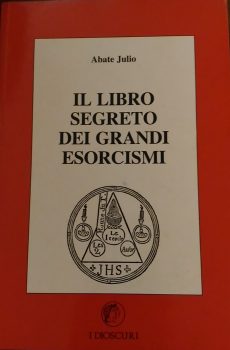 Abate Julio
IL LIBRO
SEGRETO
DEI GRANDI
ESORCISMI
JHS
I DIOSCURI